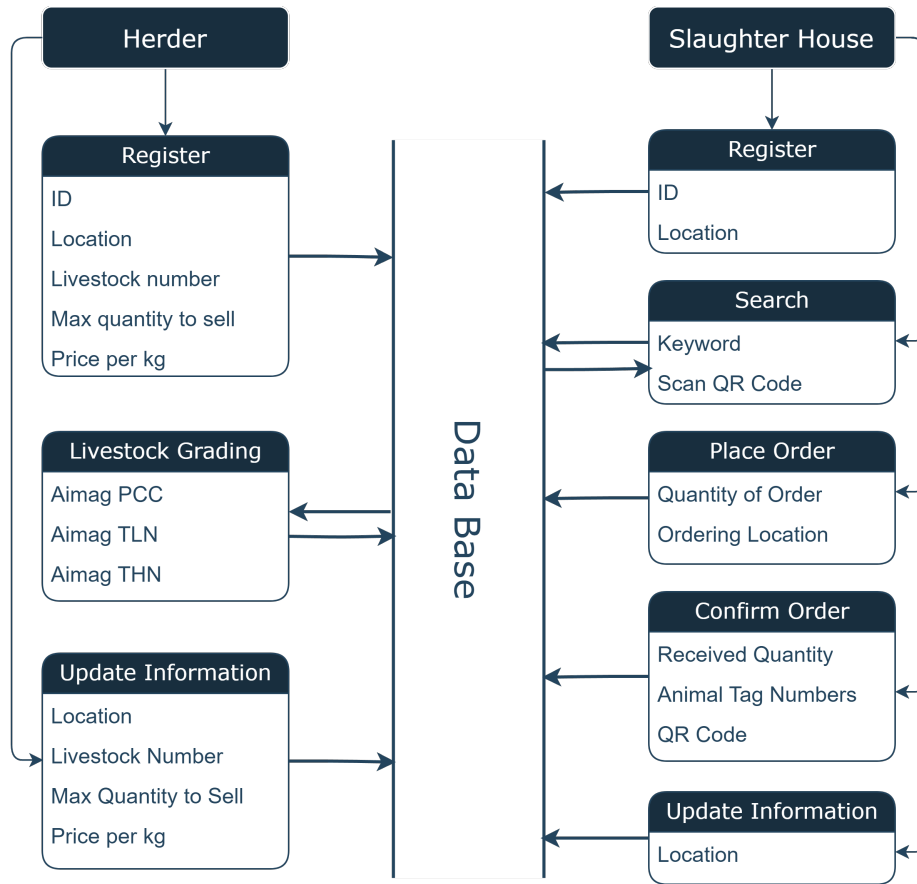 Herder
Register
ID
Location
Livestock number
Max quantity to sell
Price per kg
Livestock Grading
Aimag PCC
Aimag TLN
Aimag THN
Update Information
Location
Livestock Number
Max Quantity to Sell
Price per kg
Data Base
Slaughter House
Register
ID
Location
Search
Keyword
Scan QR Code
Place Order
Quantity of Order
Ordering Location
Confirm Order
Received Quantity
Animal Tag Numbers
QR Code
Update Information
Location